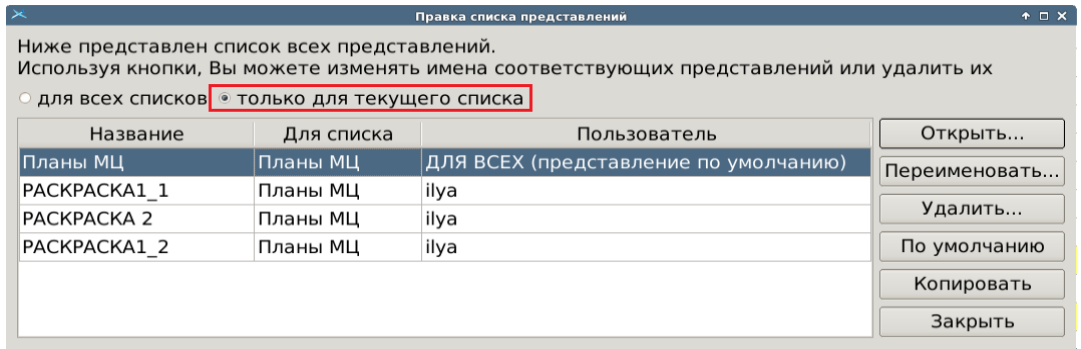 Правка списка представлений
Ниже представлен список всех представлений.
Используя кнопки, Вы можете изменять имена соответствующих представлений или удалить их
для всех списков только для текущего списка
Название Для списка Пользователь
Планы МЦ Планы МЦ ДЛЯ ВСЕХ (представление по умолчанию)
РАСКРАСКА1_1 Планы МЦ ilya
РАСКРАСКА 2 Планы МЦ ilya
РАСКРАСКА1_2 Планы МЦ ilya
Открыть...
Переименовать...
Удалить...
По умолчанию
Копировать
Закрыть